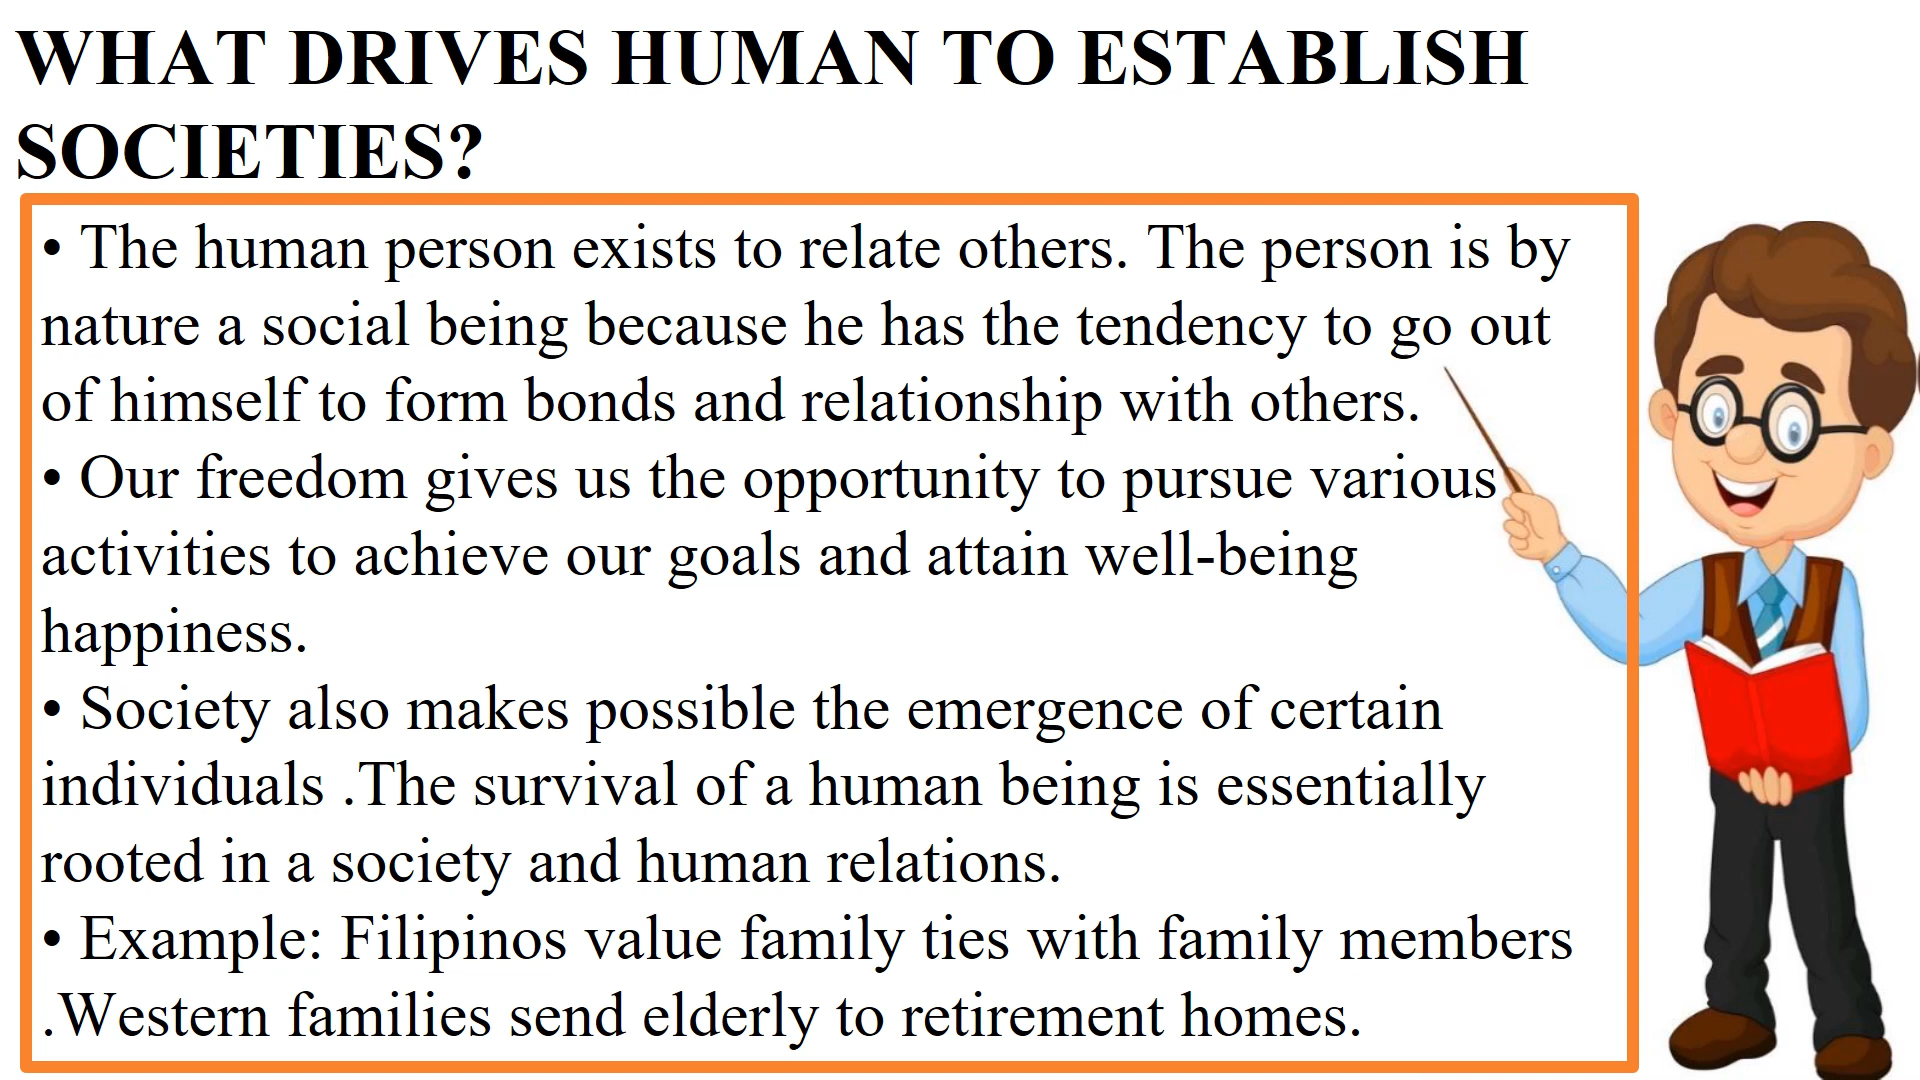 WHAT DRIVES HUMAN TO ESTABLISH
SOCIETIES?
• The human person exists to relate others. The person is by
nature a social being because he has the tendency to go out
of himself to form bonds and relationship with others.
• Our freedom gives us the opportunity to pursue various
activities to achieve our goals and attain well-being
happiness.
• Society also makes possible the emergence of certain
individuals .The survival of a human being is essentially
rooted in a society and human relations.
• Example: Filipinos value family ties with family members
.Western families send elderly to retirement homes.